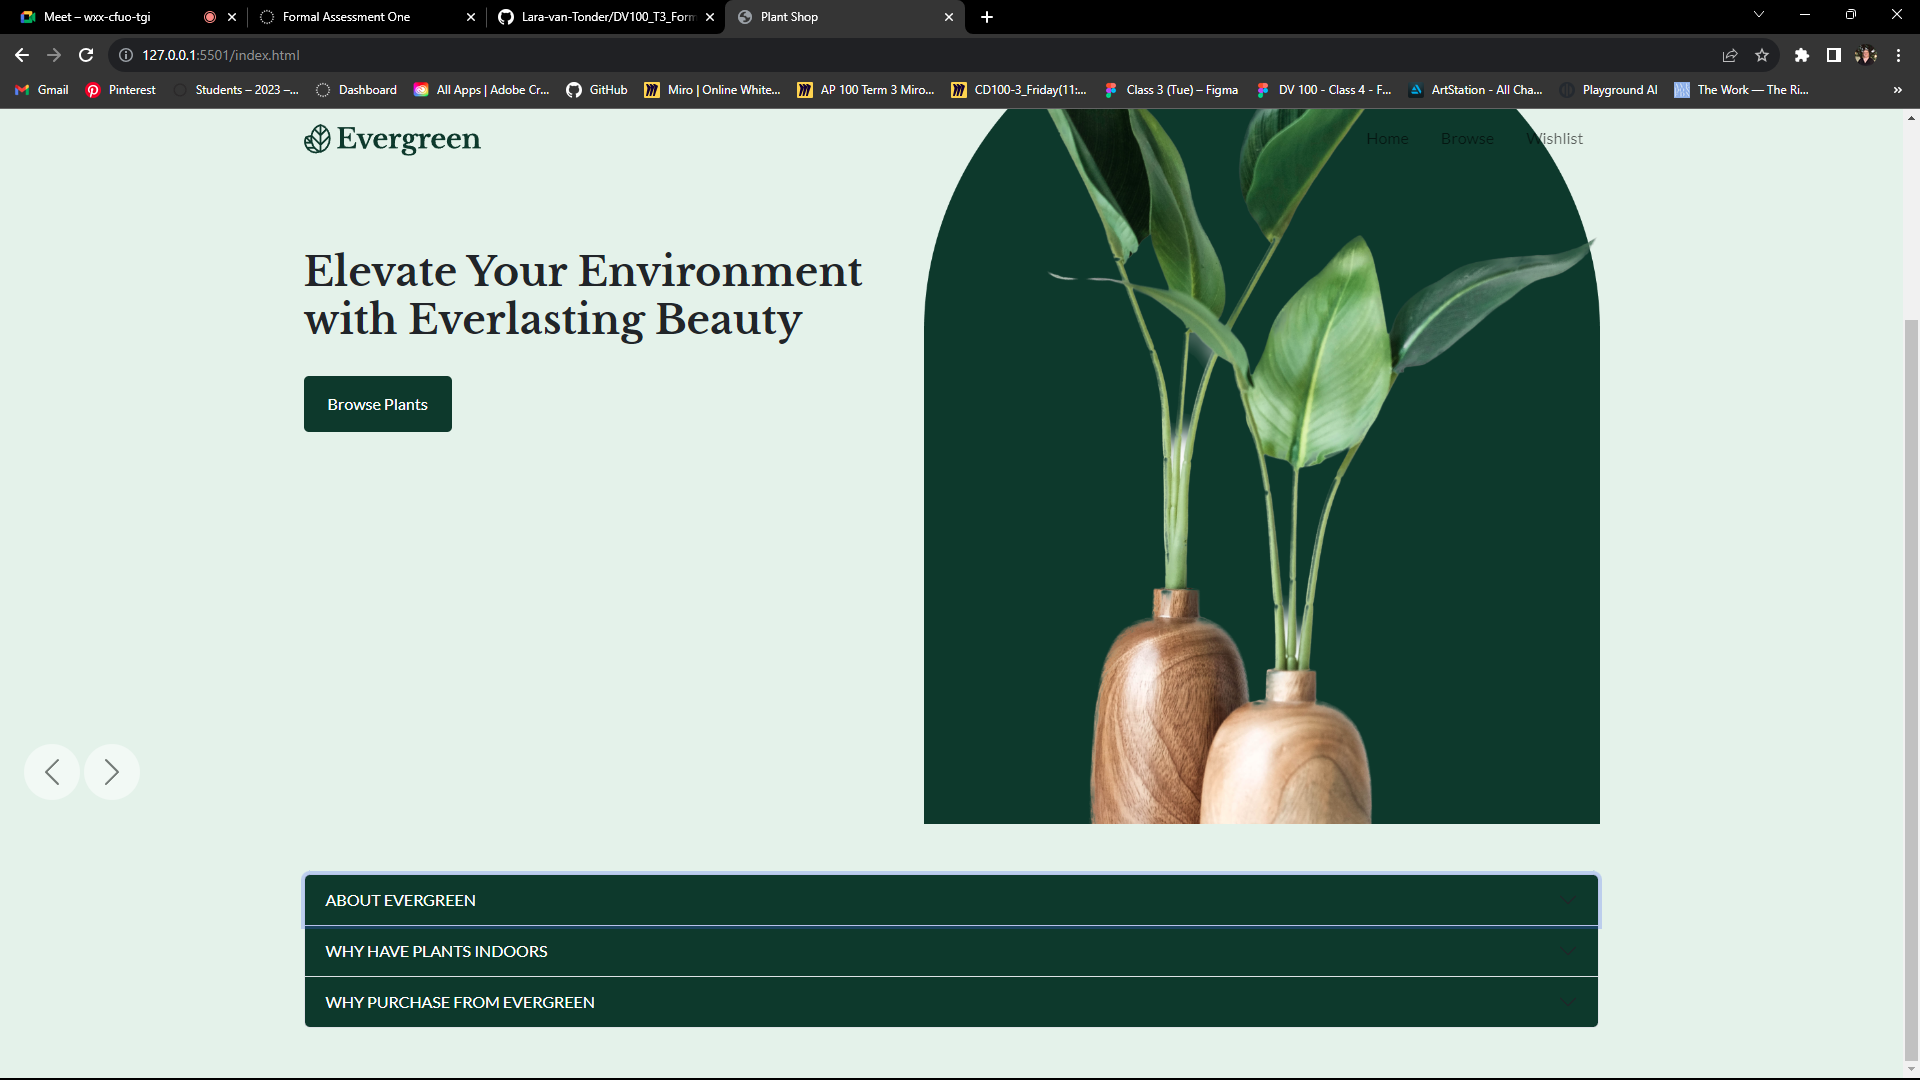 Meet – wxx-cfuo-tgi
Formal Assessment One
Lara-van-Tonder/DV100_T3_Form
Plant Shop
127.0.0.1:5501/index.html
Gmail
Pinterest
Students – 2023 –...
Dashboard
All Apps | Adobe Cr...
GitHub
Miro | Online White...
AP 100 Term 3 Miro...
CD100-3_Friday(11:...
Class 3 (Tue) – Figma
DV 100 - Class 4 - F...
ArtStation - All Cha...
Playground AI
The Work — The Ri...
Evergreen
Home
Browse
Wishlist
Elevate Your Environment
with Everlasting Beauty
Browse Plants
ABOUT EVERGREEN
WHY HAVE PLANTS INDOORS
WHY PURCHASE FROM EVERGREEN